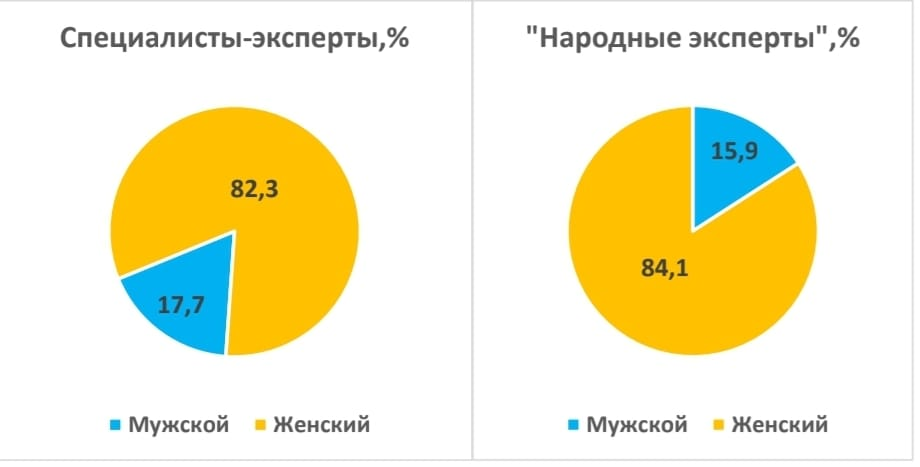 Специалисты-эксперты,%
82,3
17,7
Мужской Женский
"Народные эксперты",%
15,9
84,1
Мужской Женский